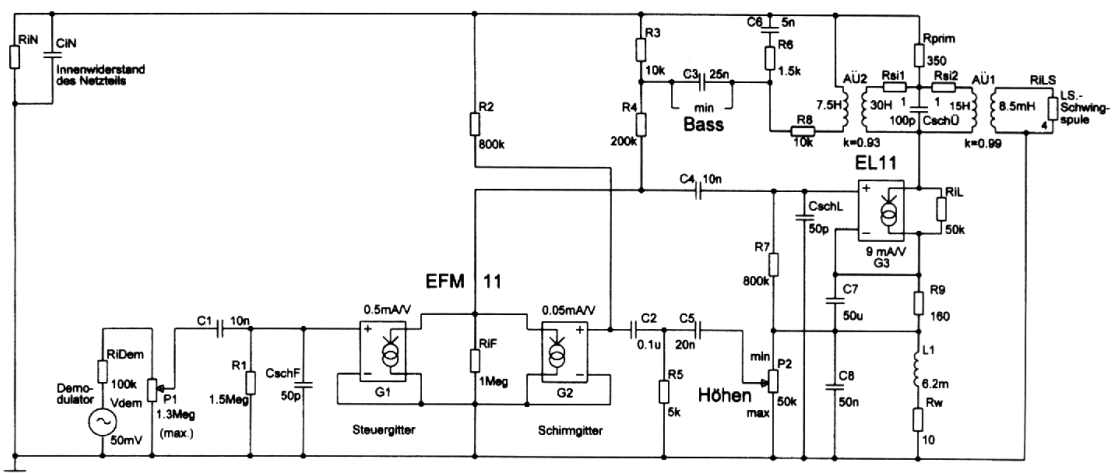 RiN
CiN
Innenwiderstand
des Netzteils
R3
10k
C6
5n
R6
1.5k
Rprim
350
C3 25n
min
Bass
R2
800k
R4
200k
AÜ2
Rsi1
Rsi2
AÜ1
RiLS
7.5H
30H
1
1
15H
8.5mH
LS.-
Schwing-
spule
4
100p
CschÜ
R8
10k
k=0.93
k=0.99
EL11
C4 10n
CschL
50p
+
−
RiL
50k
9 mA/V
G3
R7
800k
EFM 11
C7
50u
R9
160
C1 10n
0.5mA/V
0.05mA/V
RiDem
100k
Demo-
dulator
Vdem
50mV
P1
1.3Meg
(max.)
R1
1.5Meg
CschF
50p
+
−
G1
RiF
1Meg
+
−
G2
C2
0.1u
C5
20n
R5
5k
min
P2
50k
Höhen
max
C8
50n
L1
6.2m
Rw
10
Steuergitter
Schirmgitter